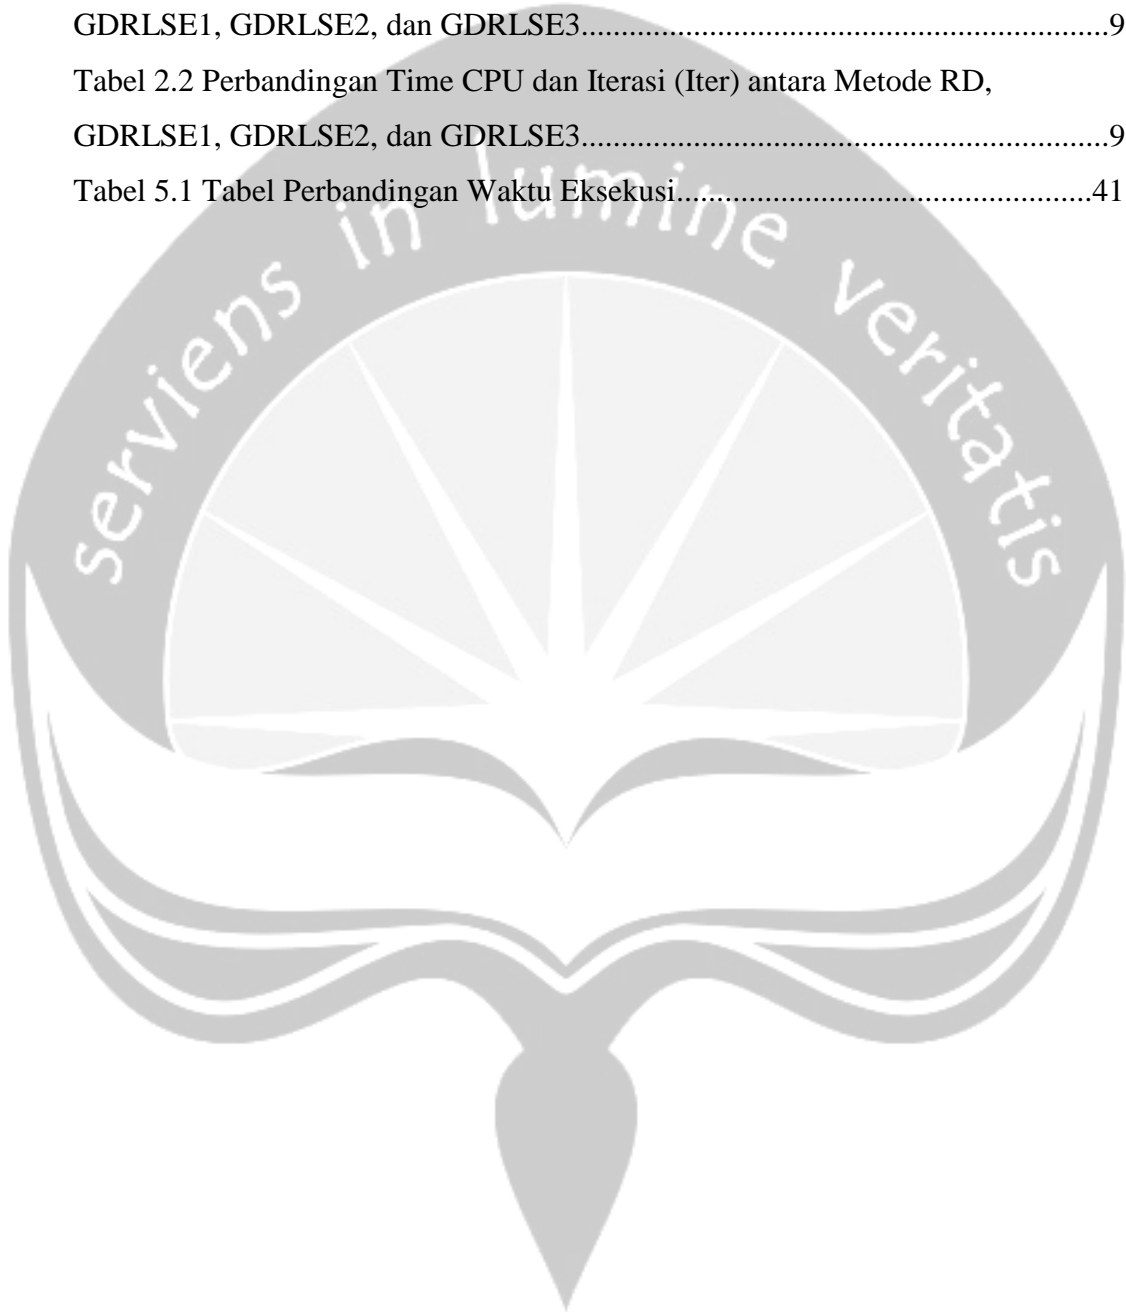 GDRLSE1, GDRLSE2, dan GDRLSE3..................................................................9
Tabel 2.2 Perbandingan Time CPU dan Iterasi (Iter) antara Metode RD,
GDRLSE1, GDRLSE2, dan GDRLSE3..................................................................9
Tabel 5.1 Tabel Perbandingan Waktu Eksekusi....................................................41
serviens in lumine veritatis